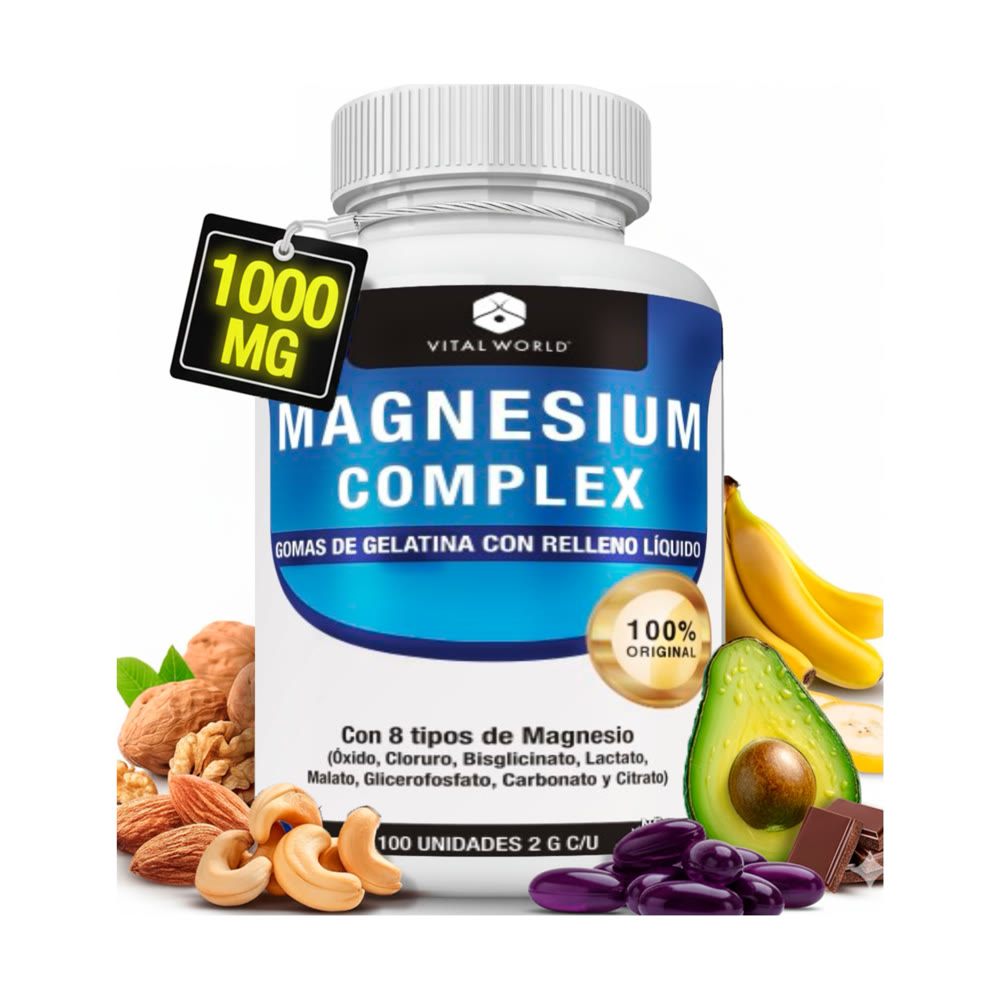 1000
MG
VITAL WORLD
MAGNESIUM
COMPLEX
GOMAS DE GELATINA CON RELLENO LÍQUIDO
100%
ORIGINAL
Con 8 tipos de Magnesio
(Óxido, Cloruro, Bisglicinato, Lactato,
Malato, Glicerofosfato, Carbonato y Citrato)
100 UNIDADES 2 G C/U